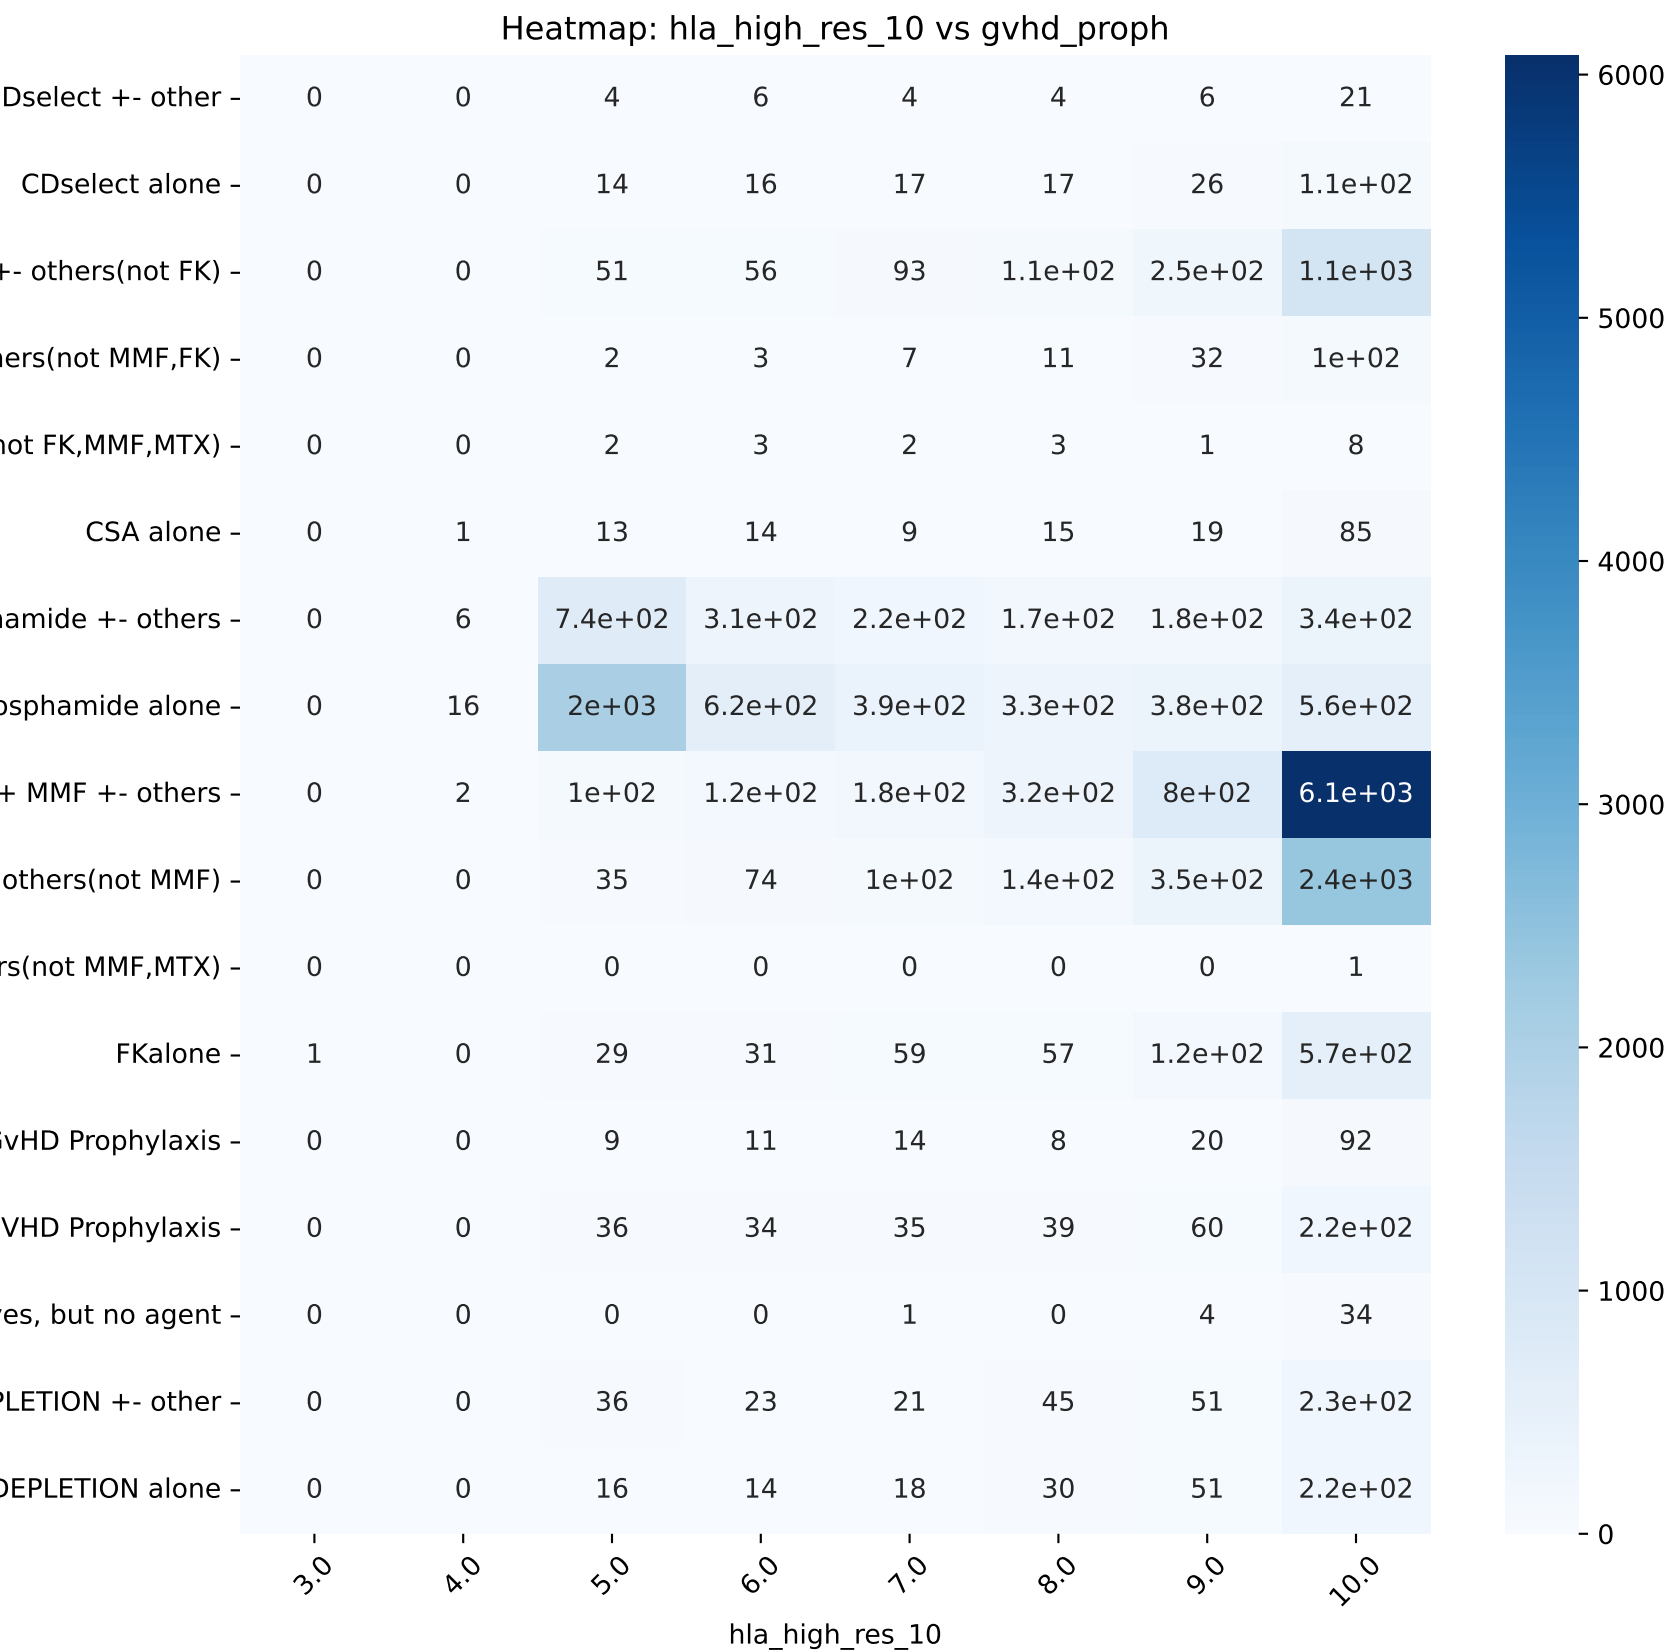 Heatmap: hla_high_res_10 vs gvhd_proph
Dselect +- other 0 0 4 6 4 4 6 21
CDselect alone 0 0 14 16 17 17 26 1.1e+02
+- others(not FK) 0 0 51 56 93 1.1e+02 2.5e+02 1.1e+03
ers(not MMF,FK) 0 0 2 3 7 11 32 1e+02
not FK,MMF,MTX) 0 0 2 3 2 3 1 8
CSA alone 0 1 13 14 9 15 19 85
amide +- others 0 6 7.4e+02 3.1e+02 2.2e+02 1.7e+02 1.8e+02 3.4e+02
osphamide alone 0 16 2e+03 6.2e+02 3.9e+02 3.3e+02 3.8e+02 5.6e+02
+ MMF +- others 0 2 1e+02 1.2e+02 1.8e+02 3.2e+02 8e+02 6.1e+03
others(not MMF) 0 0 35 74 1e+02 1.4e+02 3.5e+02 2.4e+03
rs(not MMF,MTX) 0 0 0 0 0 0 0 1
FKalone 1 0 29 31 59 57 1.2e+02 5.7e+02
GvHD Prophylaxis 0 0 9 11 14 8 20 92
VHD Prophylaxis 0 0 36 34 35 39 60 2.2e+02
yes, but no agent 0 0 0 0 1 0 4 34
PLETION +- other 0 0 36 23 21 45 51 2.3e+02
DEPLETION alone 0 0 16 14 18 30 51 2.2e+02
3.0 4.0 5.0 6.0 7.0 8.0 9.0 10.0
hla_high_res_10
6000
5000
4000
3000
2000
1000
0